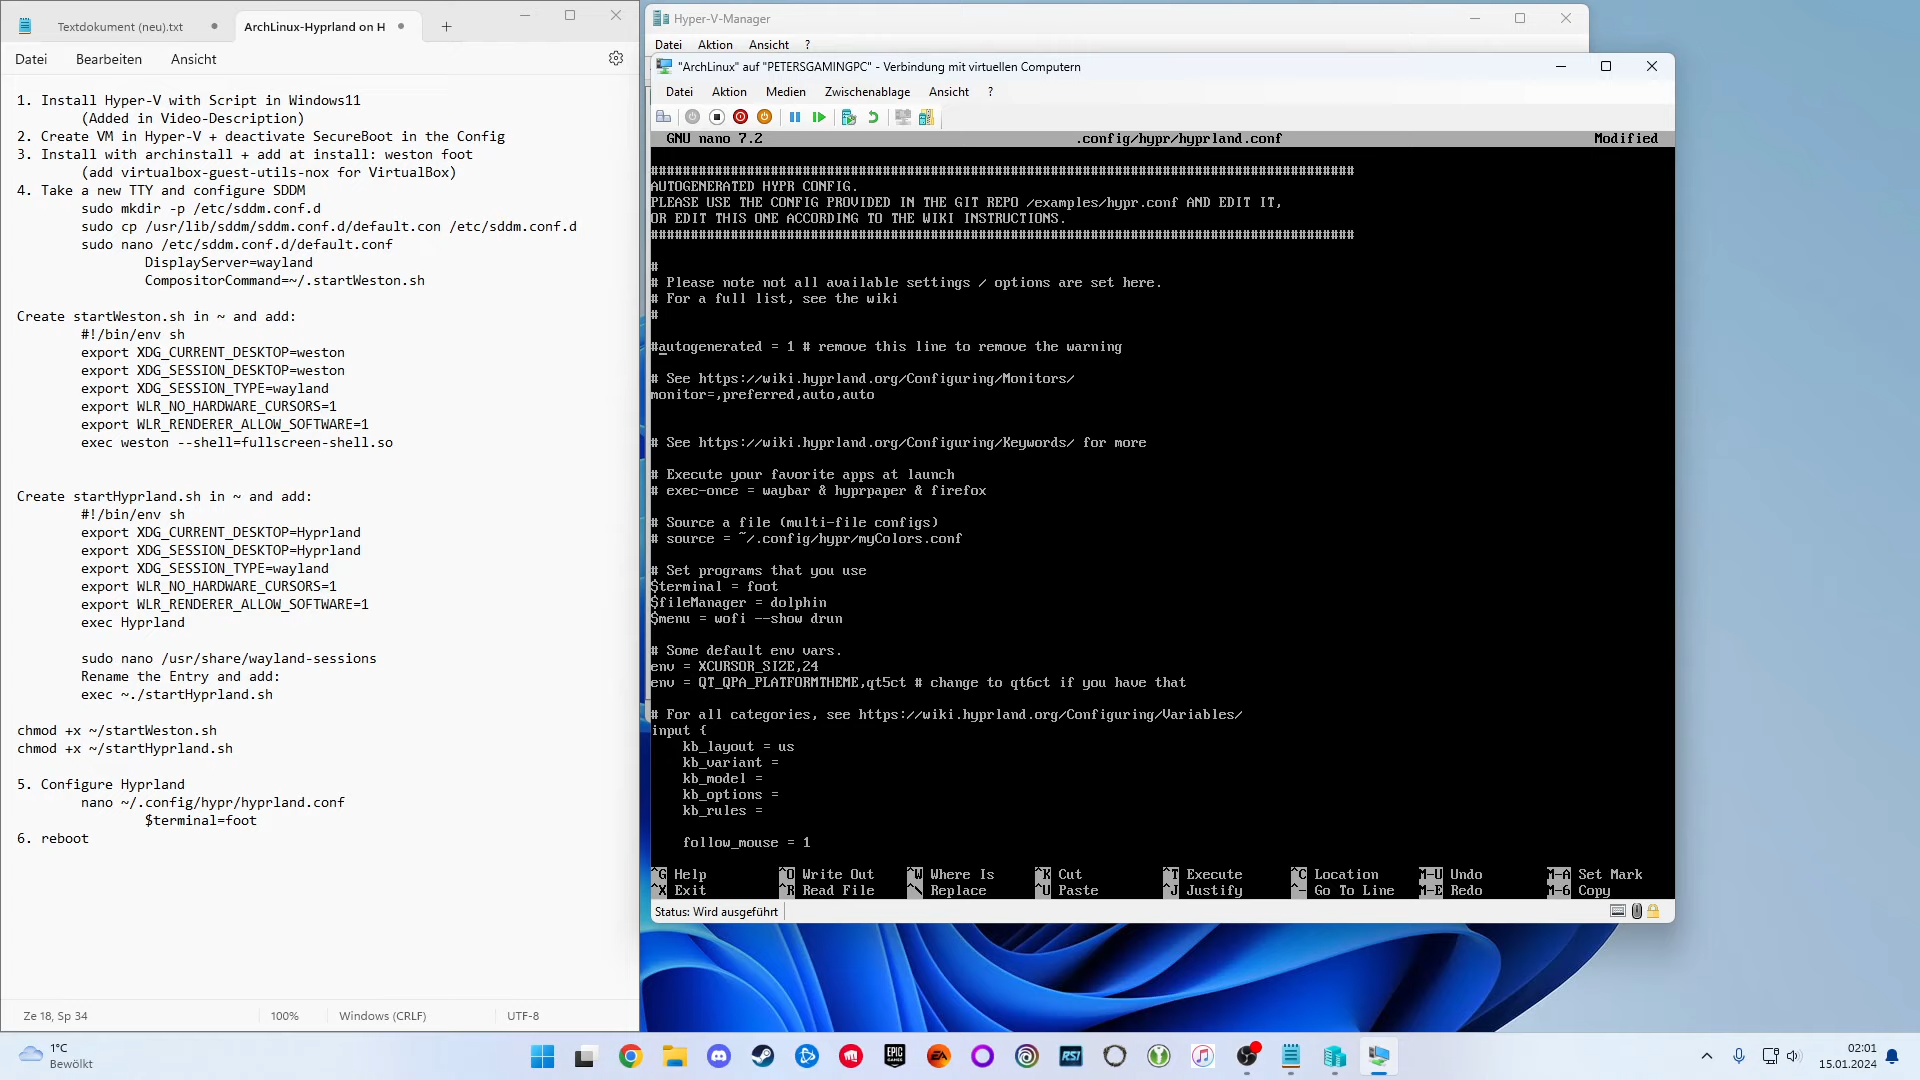 Textdokument (neu).txt
ArchLinux-Hyprland on H
Datei
Bearbeiten
Ansicht
1. Install Hyper-V with Script in Windows11
(Added in Video-Description)
2. Create VM in Hyper-V + deactivate SecureBoot in the Config
3. Install with archinstall + add at install: weston foot
(add virtualbox-guest-utils-nox for VirtualBox)
4. Take a new TTY and configure SDDM
sudo mkdir -p /etc/sddm.conf.d
sudo cp /usr/lib/sddm/sddm.conf.d/default.con /etc/sddm.conf.d
sudo nano /etc/sddm.conf.d/default.conf
DisplayServer=wayland
CompositorCommand=~/.startWeston.sh
Create startWeston.sh in ~ and add:
#!/bin/env sh
export XDG_CURRENT_DESKTOP=weston
export XDG_SESSION_DESKTOP=weston
export XDG_SESSION_TYPE=wayland
export WLR_NO_HARDWARE_CURSORS=1
export WLR_RENDERER_ALLOW_SOFTWARE=1
exec weston --shell=fullscreen-shell.so
Create startHyprland.sh in ~ and add:
#!/bin/env sh
export XDG_CURRENT_DESKTOP=Hyprland
export XDG_SESSION_DESKTOP=Hyprland
export XDG_SESSION_TYPE=wayland
export WLR_NO_HARDWARE_CURSORS=1
export WLR_RENDERER_ALLOW_SOFTWARE=1
exec Hyprland
sudo nano /usr/share/wayland-sessions
Rename the Entry and add:
exec ~./startHyprland.sh
chmod +x ~/startWeston.sh
chmod +x ~/startHyprland.sh
5. Configure Hyprland
nano ~/.config/hypr/hyprland.conf
$terminal=foot
6. reboot
Ze 18, Sp 34
100%
Windows (CRLF)
UTF-8
Hyper-V-Manager
Datei Aktion Ansicht ?
"ArchLinux" auf "PETERSGAMINGPC" - Verbindung mit virtuellen Computern
Datei Aktion Medien Zwischenablage Ansicht ?
GNU nano 7.2 .config/hypr/hyprland.conf Modified
########################################################################################
AUTOGENERATED HYPR CONFIG.
PLEASE USE THE CONFIG PROVIDED IN THE GIT REPO /examples/hypr.conf AND EDIT IT,
OR EDIT THIS ONE ACCORDING TO THE WIKI INSTRUCTIONS.
########################################################################################
#
# Please note not all available settings / options are set here.
# For a full list, see the wiki
#
#autogenerated = 1 # remove this line to remove the warning
# See https://wiki.hyprland.org/Configuring/Monitors/
monitor=,preferred,auto,auto
# See https://wiki.hyprland.org/Configuring/Keywords/ for more
# Execute your favorite apps at launch
# exec-once = waybar & hyprpaper & firefox
# Source a file (multi-file configs)
# source = ~/.config/hypr/myColors.conf
# Set programs that you use
$terminal = foot
$fileManager = dolphin
$menu = wofi --show drun
# Some default env vars.
env = XCURSOR_SIZE,24
env = QT_QPA_PLATFORMTHEME,qt5ct # change to qt6ct if you have that
# For all categories, see https://wiki.hyprland.org/Configuring/Variables/
input {
kb_layout = us
kb_variant =
kb_model =
kb_options =
kb_rules =
follow_mouse = 1
^G Help ^O Write Out ^W Where Is ^K Cut ^T Execute ^C Location M-U Undo M-A Set Mark
^X Exit ^R Read File ^\ Replace ^U Paste ^J Justify ^- Go To Line M-E Redo M-6 Copy
Status: Wird ausgeführt
1°C
Bewölkt
EPIC GAMES
EA
RSI
02:01
15.01.2024